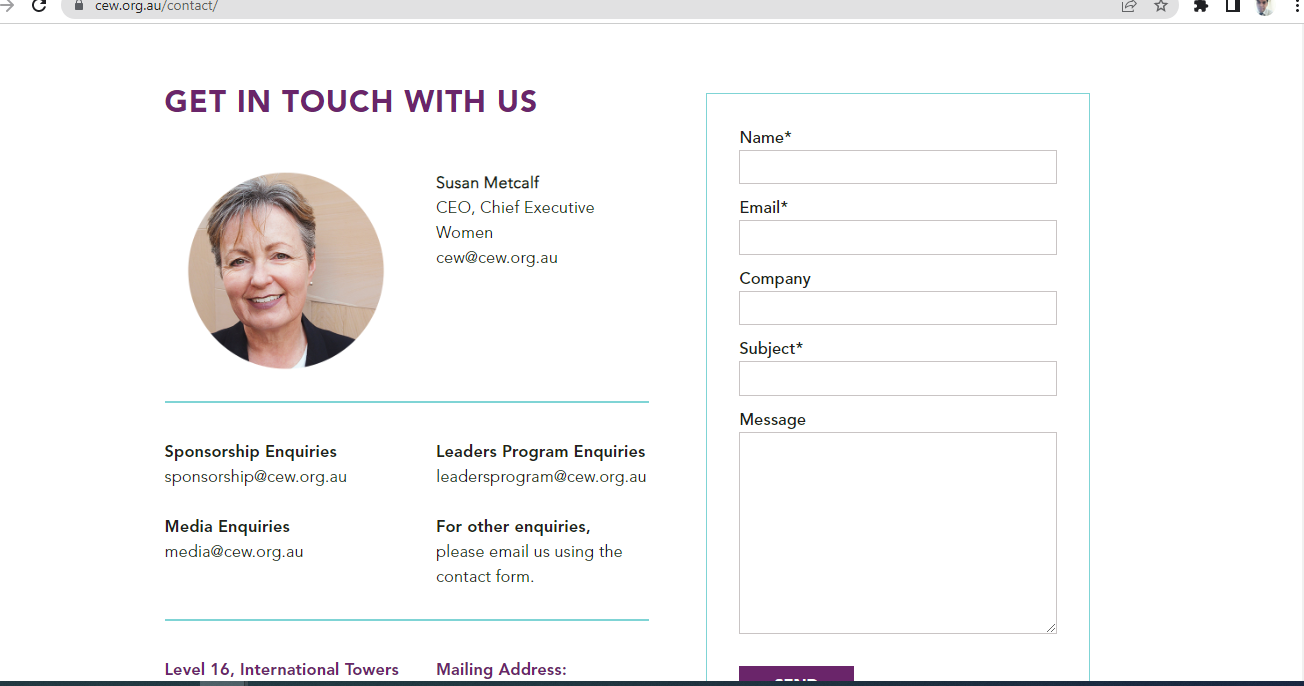 cew.org.au/contact/
GET IN TOUCH WITH US
Susan Metcalf
CEO, Chief Executive
Women
cew@cew.org.au
Sponsorship Enquiries
sponsorship@cew.org.au
Leaders Program Enquiries
leadersprogram@cew.org.au
Media Enquiries
media@cew.org.au
For other enquiries,
please email us using the
contact form.
Level 16, International Towers
Mailing Address:
Name*
Email*
Company
Subject*
Message
SEND